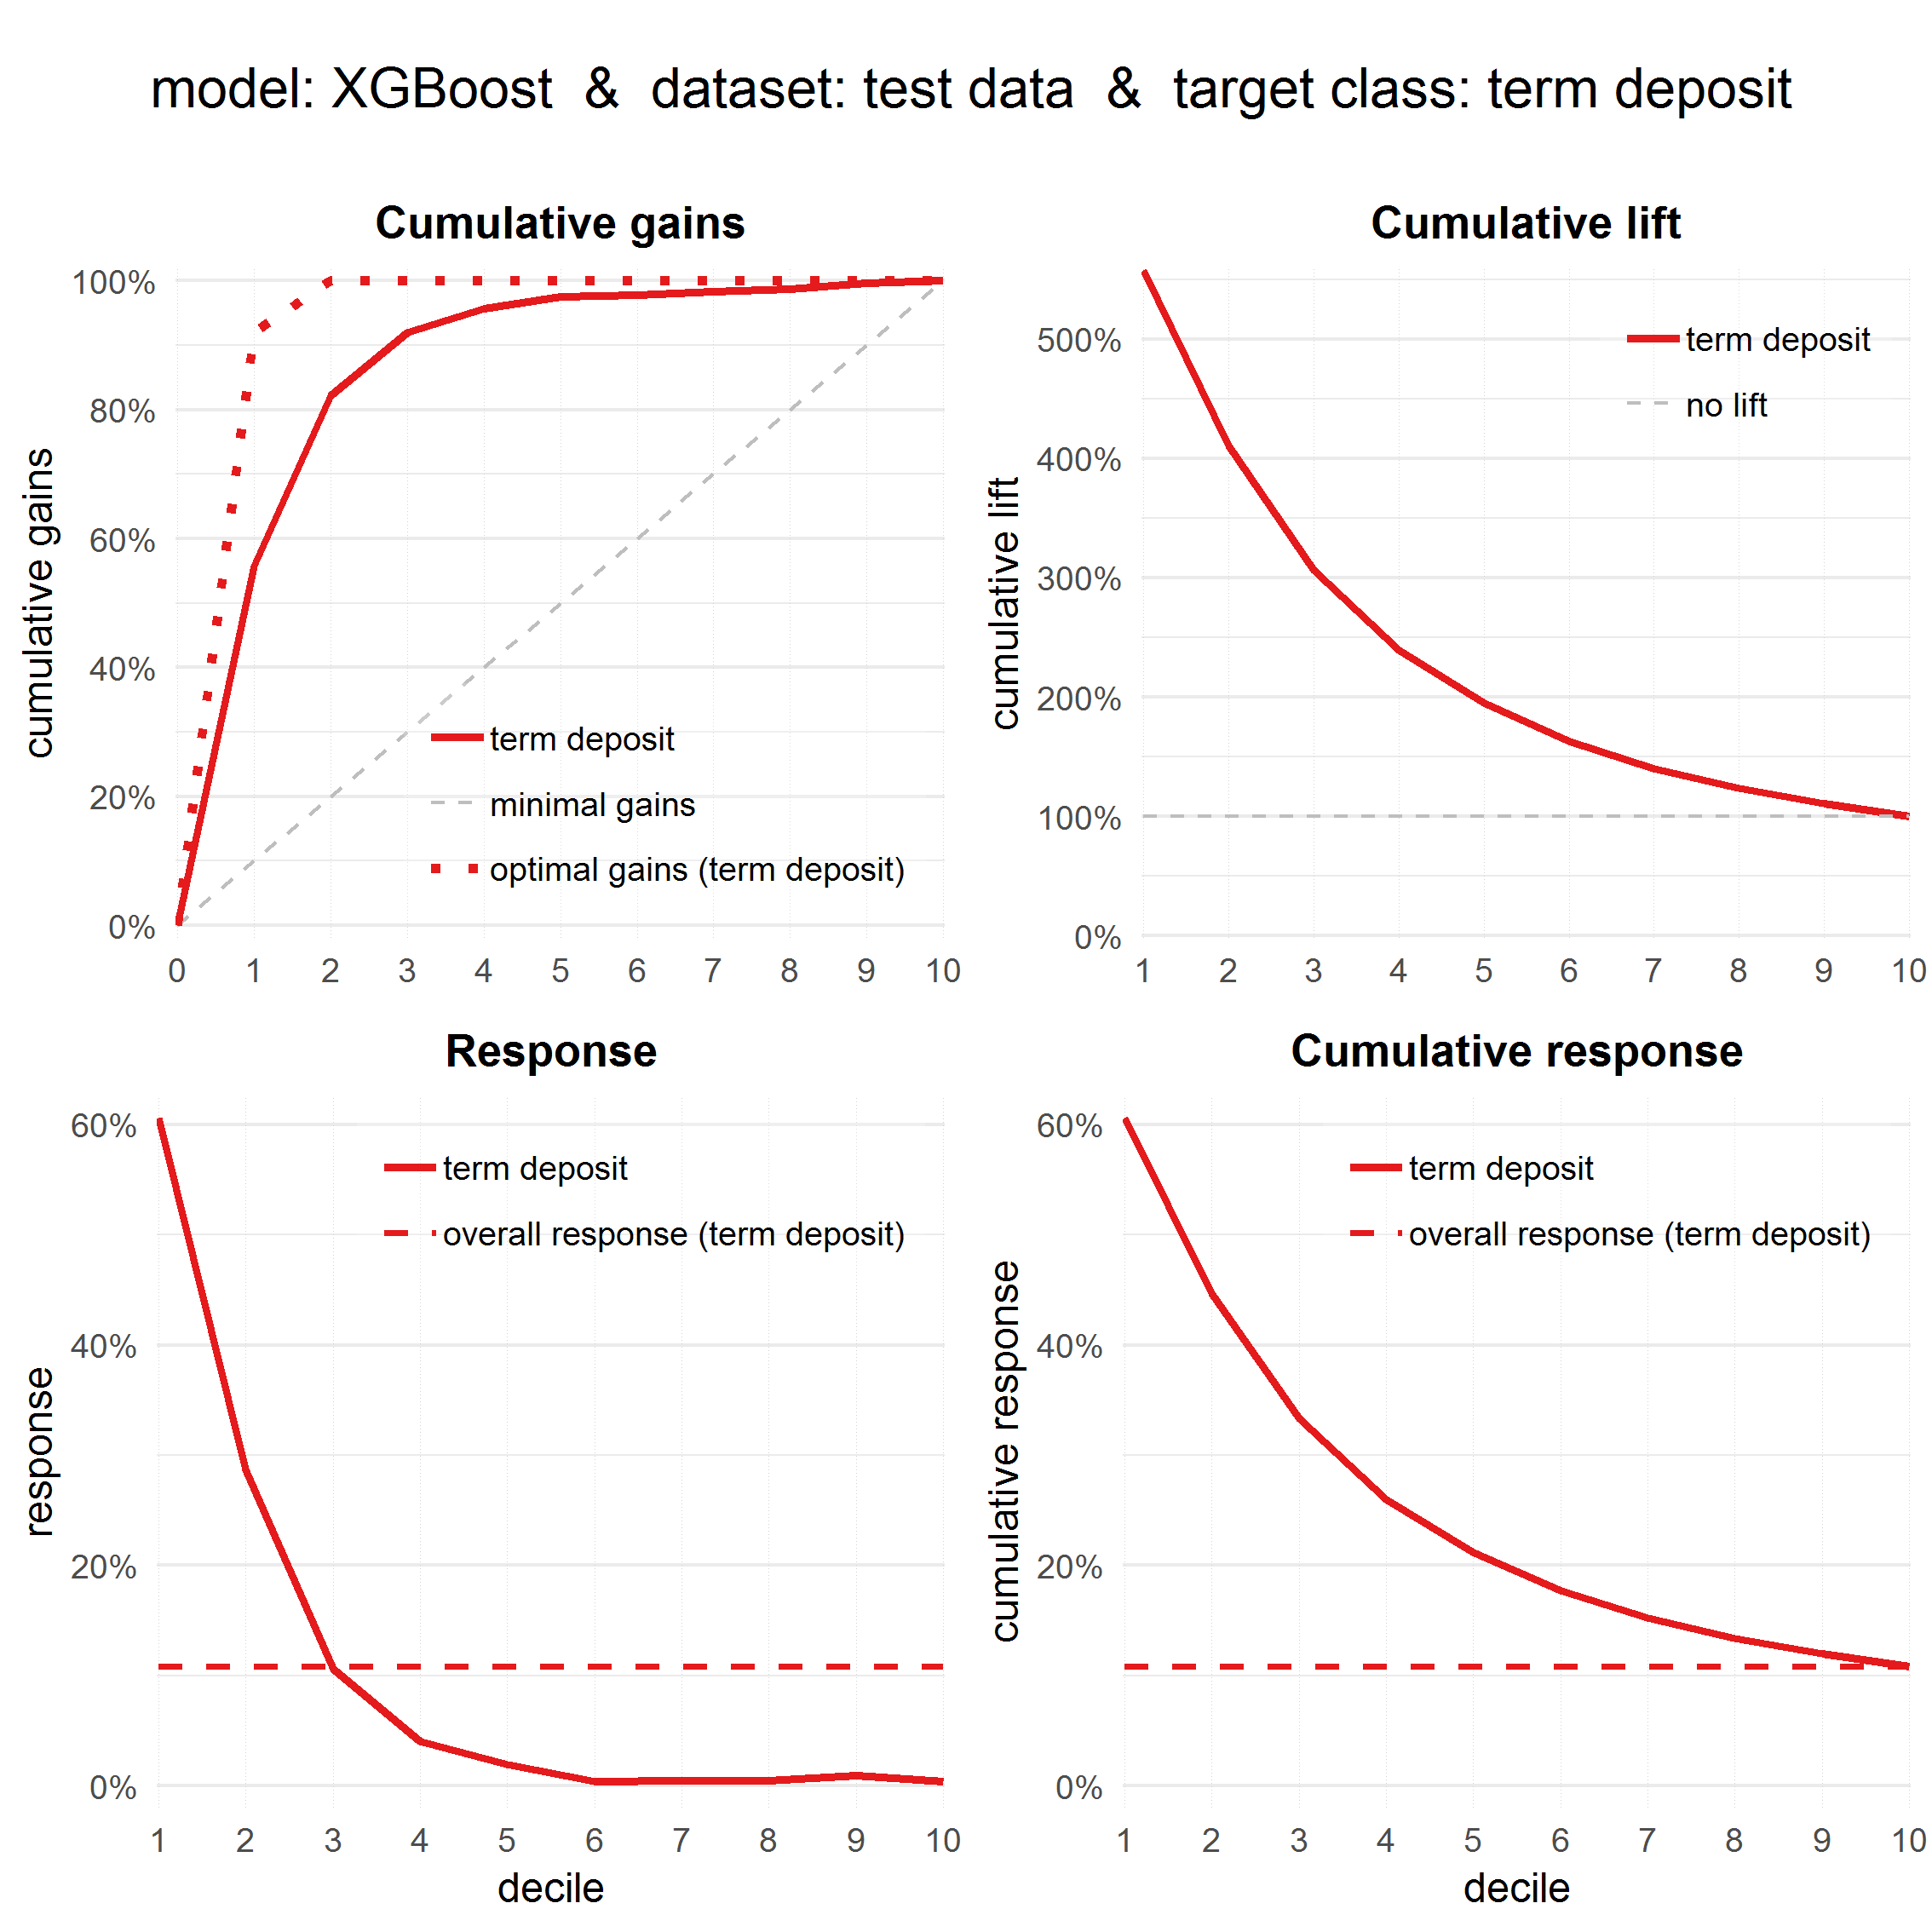 model: XGBoost & dataset: test data & target class: term deposit
Cumulative gains
cumulative gains
100%
80%
60%
40%
20%
0%
term deposit
minimal gains
optimal gains (term deposit)
0 1 2 3 4 5 6 7 8 9 10
Cumulative lift
cumulative lift
500%
400%
300%
200%
100%
0%
term deposit
no lift
1 2 3 4 5 6 7 8 9 10
Response
response
60%
40%
20%
0%
term deposit
overall response (term deposit)
1 2 3 4 5 6 7 8 9 10
decile
Cumulative response
cumulative response
60%
40%
20%
0%
term deposit
overall response (term deposit)
1 2 3 4 5 6 7 8 9 10
decile